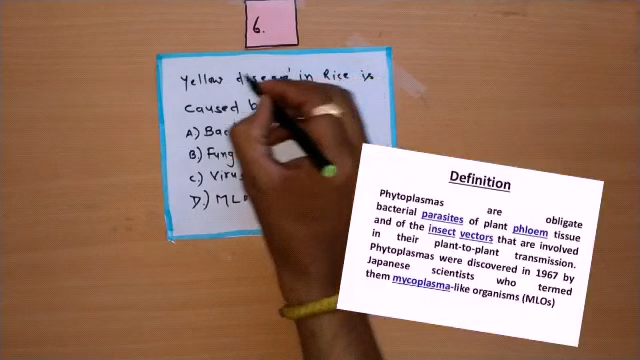 6.
Yellow disease in Rice is
Caused
A)
B) Fung
C) Virus
D.) MLO
Definition
Phytoplasmas are obligate
bacterial parasites of plant phloem tissue
and of the insect vectors that are involved
in their plant-to-plant transmission.
Phytoplasmas were discovered in 1967 by
Japanese scientists who termed
them mycoplasma-like organisms (MLOs)